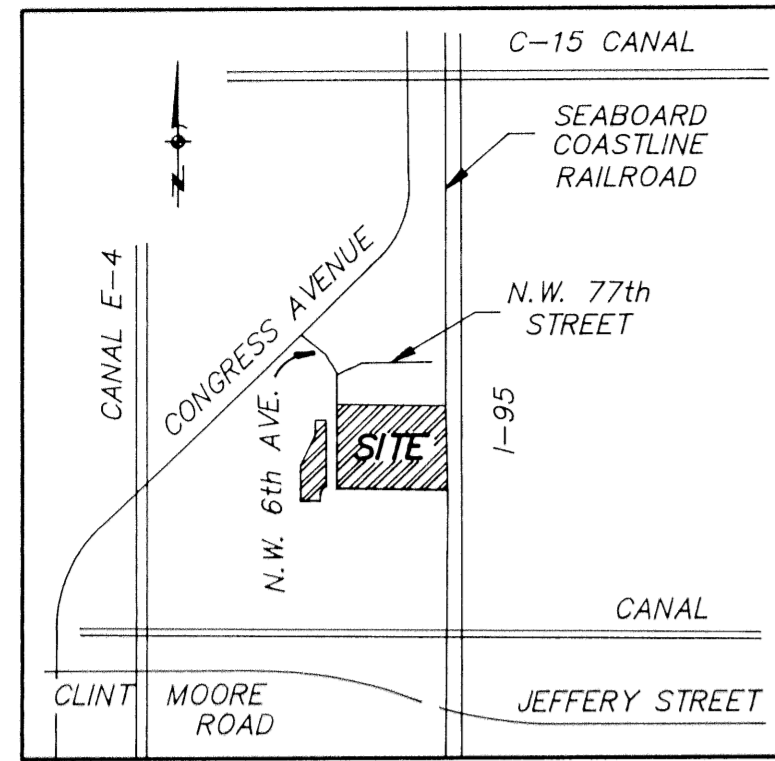 C-15 CANAL
SEABOARD
COASTLINE
RAILROAD
N
CANAL E-4
CONGRESS AVENUE
N.W. 77th
STREET
N.W. 6th AVE.
SITE
I-95
CANAL
CLINT MOORE
ROAD
JEFFERY STREET